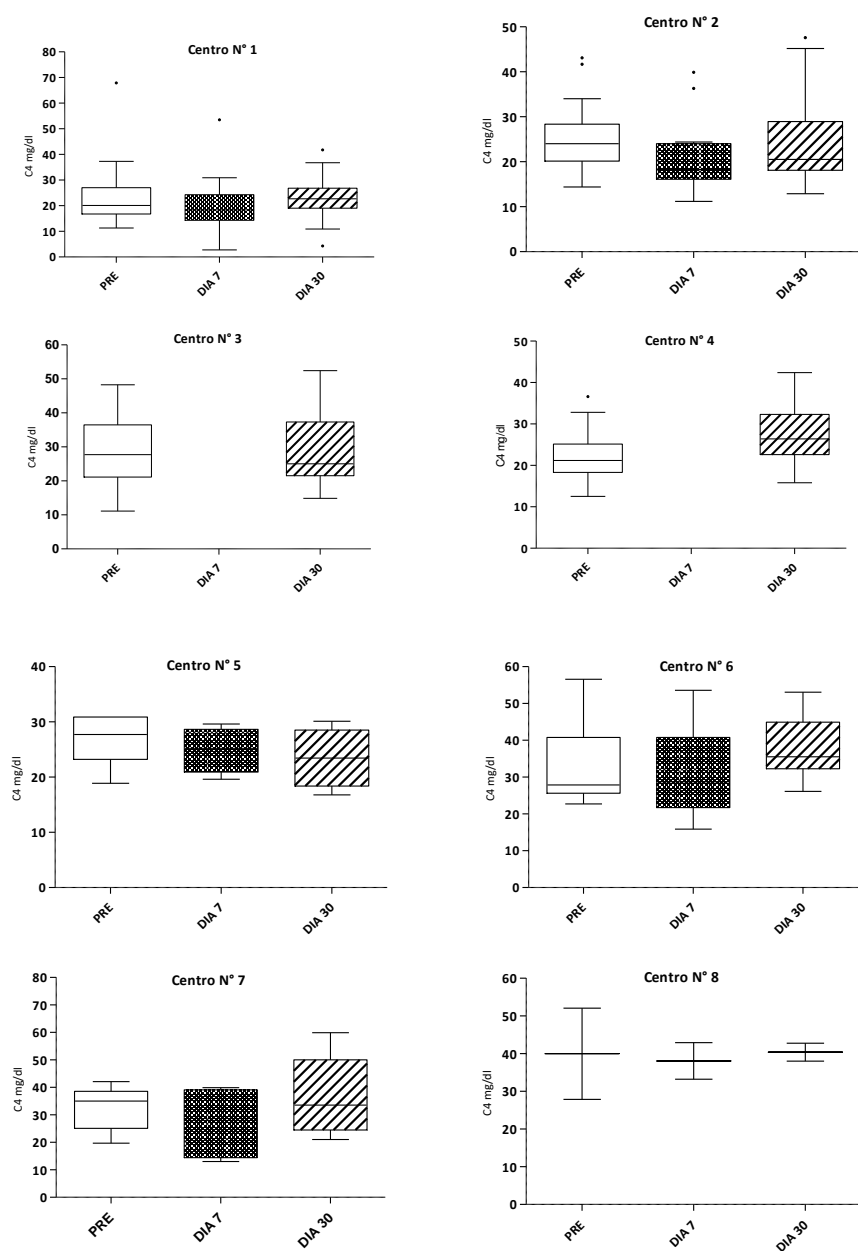 Centro N° 1
C4 mg/dl
80
70
60
50
40
30
20
10
0
PRE
DIA 7
DIA 30
Centro N° 2
C4 mg/dl
50
40
30
20
10
0
PRE
DIA 7
DIA 30
Centro N° 3
C4 mg/dl
60
50
40
30
20
10
0
PRE
DIA 7
DIA 30
Centro N° 4
C4 mg/dl
50
40
30
20
10
0
PRE
DIA 7
DIA 30
Centro N° 5
C4 mg/dl
40
30
20
10
0
PRE
DIA 7
DIA 30
Centro N° 6
C4 mg/dl
60
50
40
30
20
10
0
PRE
DIA 7
DIA 30
Centro N° 7
C4 mg/dl
80
70
60
50
40
30
20
10
0
PRE
DIA 7
DIA 30
Centro N° 8
C4 mg/dl
60
50
40
30
20
10
0
PRE
DIA 7
DIA 30